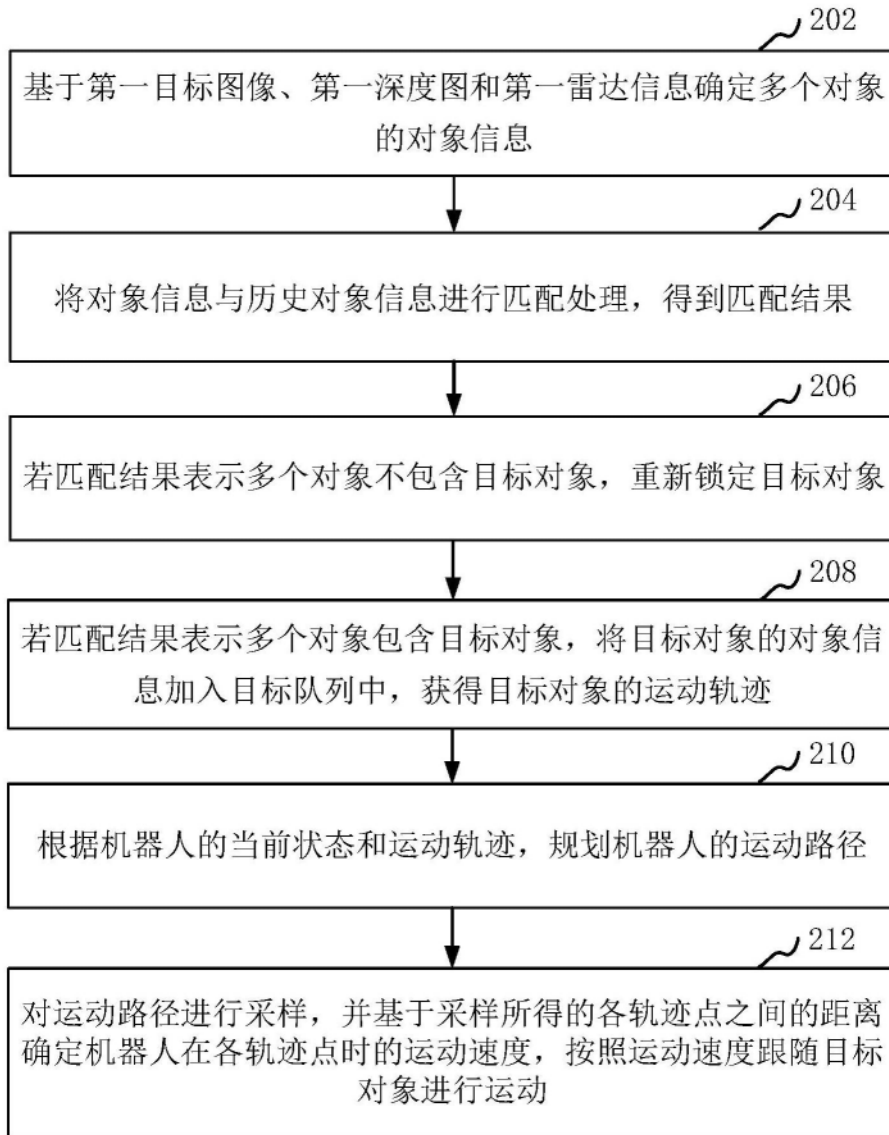 202
基于第一目标图像、第一深度图和第一雷达信息确定多个对象
的对象信息
204
将对象信息与历史对象信息进行匹配处理，得到匹配结果
206
若匹配结果表示多个对象不包含目标对象，重新锁定目标对象
208
若匹配结果表示多个对象包含目标对象，将目标对象的对象信
息加入目标队列中，获得目标对象的运动轨迹
210
根据机器人的当前状态和运动轨迹，规划机器人的运动路径
212
对运动路径进行采样，并基于采样所得的各轨迹点之间的距离
确定机器人在各轨迹点时的运动速度，按照运动速度跟随目标
对象进行运动